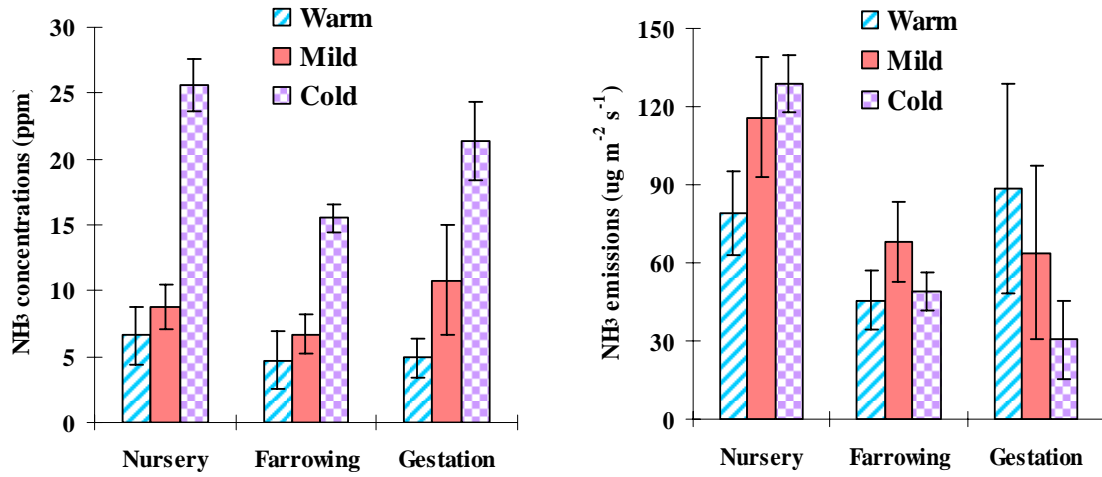 NH3 concentrations (ppm)
30
25
20
15
10
5
0
Warm
Mild
Cold
Nursery Farrowing Gestation
NH3 emissions (ug m-2 s-1)
150
120
90
60
30
0
Warm
Mild
Cold
Nursery Farrowing Gestation